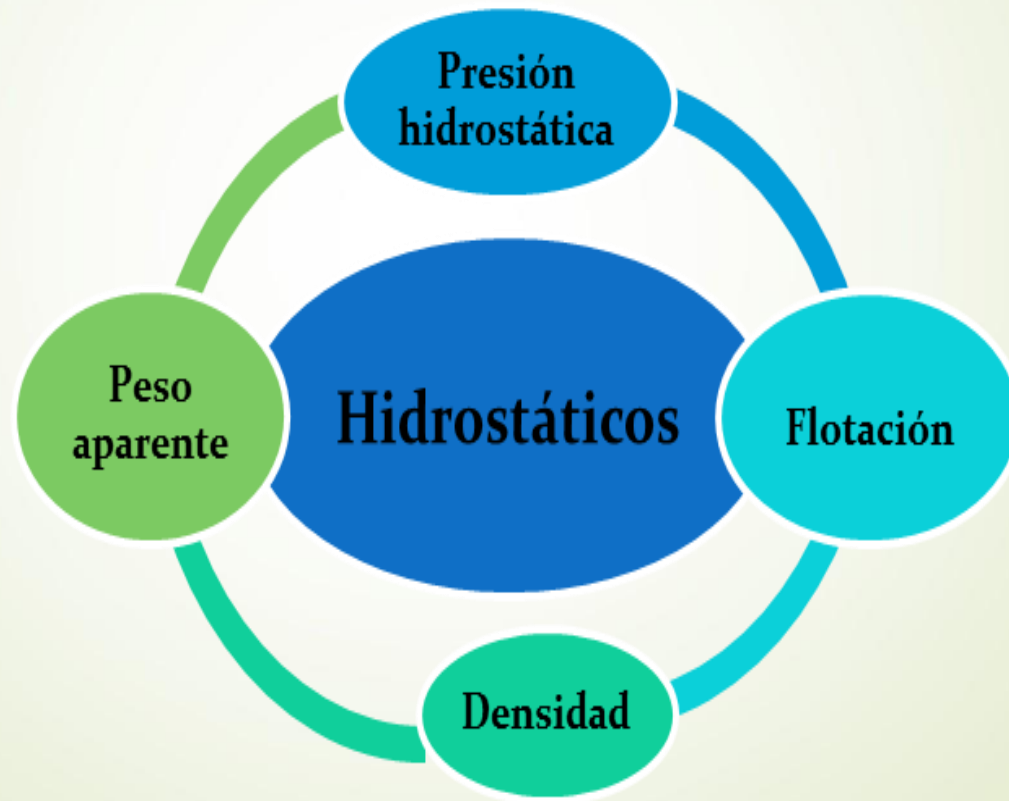 Presión
hidrostática
Peso
aparente
Hidrostáticos
Flotación
Densidad